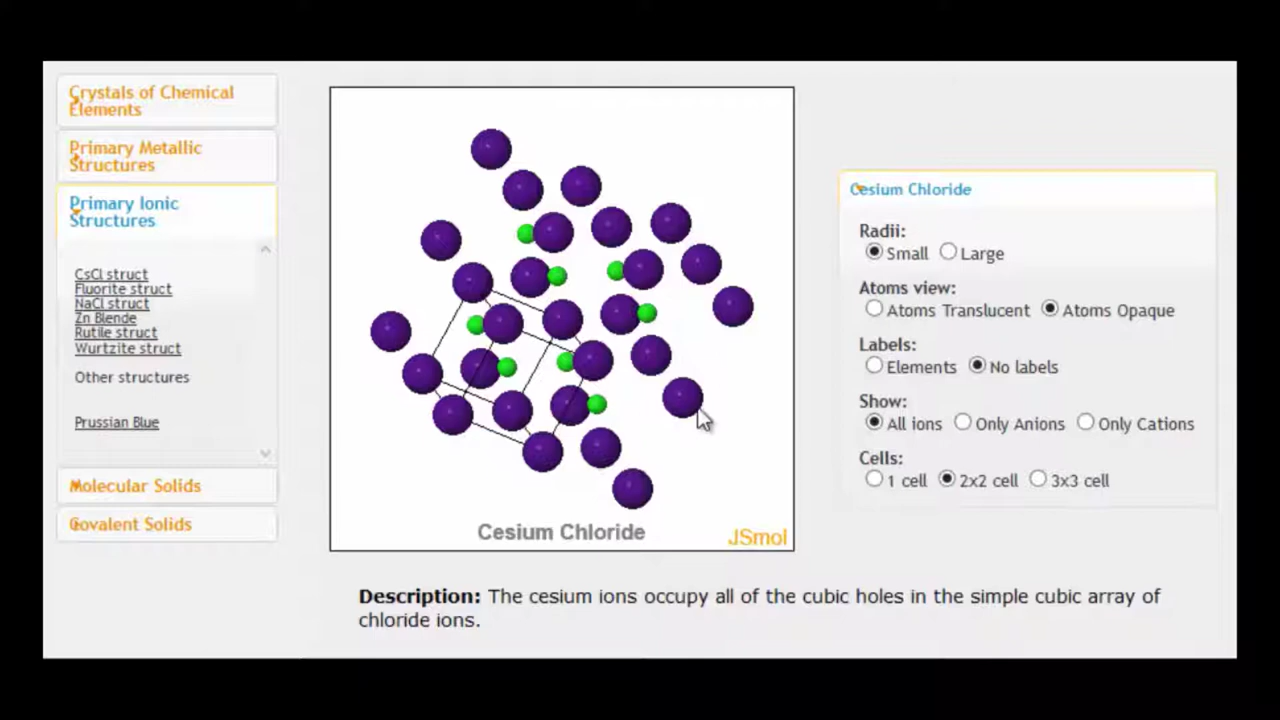 Crystals of Chemical
Elements
Primary Metallic
Structures
Primary Ionic
Structures
CsCl struct
Fluorite struct
NaCl struct
Zn Blende
Rutile struct
Wurtzite struct
Other structures
Prussian Blue
Molecular Solids
Covalent Solids
Cesium Chloride
JSmol
Cesium Chloride
Radii:
Small Large
Atoms view:
Atoms Translucent Atoms Opaque
Labels:
Elements No labels
Show:
All ions Only Anions Only Cations
Cells:
1 cell 2x2 cell 3x3 cell
Description: The cesium ions occupy all of the cubic holes in the simple cubic array of
chloride ions.